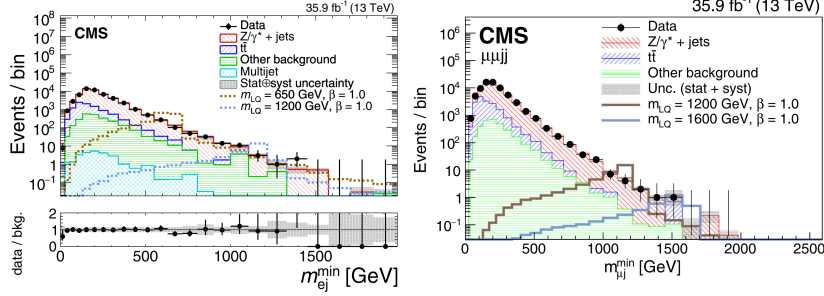 35.9 fb⁻¹ (13 TeV)
CMS
Data
Z/γ* + jets
tt̄
Other background
Multijet
Stat⊕syst uncertainty
m_LQ = 650 GeV, β = 1.0
m_LQ = 1200 GeV, β = 1.0
Events / bin
10⁸
10⁷
10⁶
10⁵
10⁴
10³
10²
10
1
10⁻¹
0 500 1000 1500
data / bkg.
2
1
0
0 500 1000 1500
m_ej^min [GeV]
35.9 fb⁻¹ (13 TeV)
CMS
μμjj
Data
Z/γ* + jets
tt̄
Other background
Unc. (stat + syst)
m_LQ = 1200 GeV, β = 1.0
m_LQ = 1600 GeV, β = 1.0
Events / bin
10⁶
10⁵
10⁴
10³
10²
10
1
10⁻¹
0 500 1000 1500 2000 2500
m_μj^min [GeV]